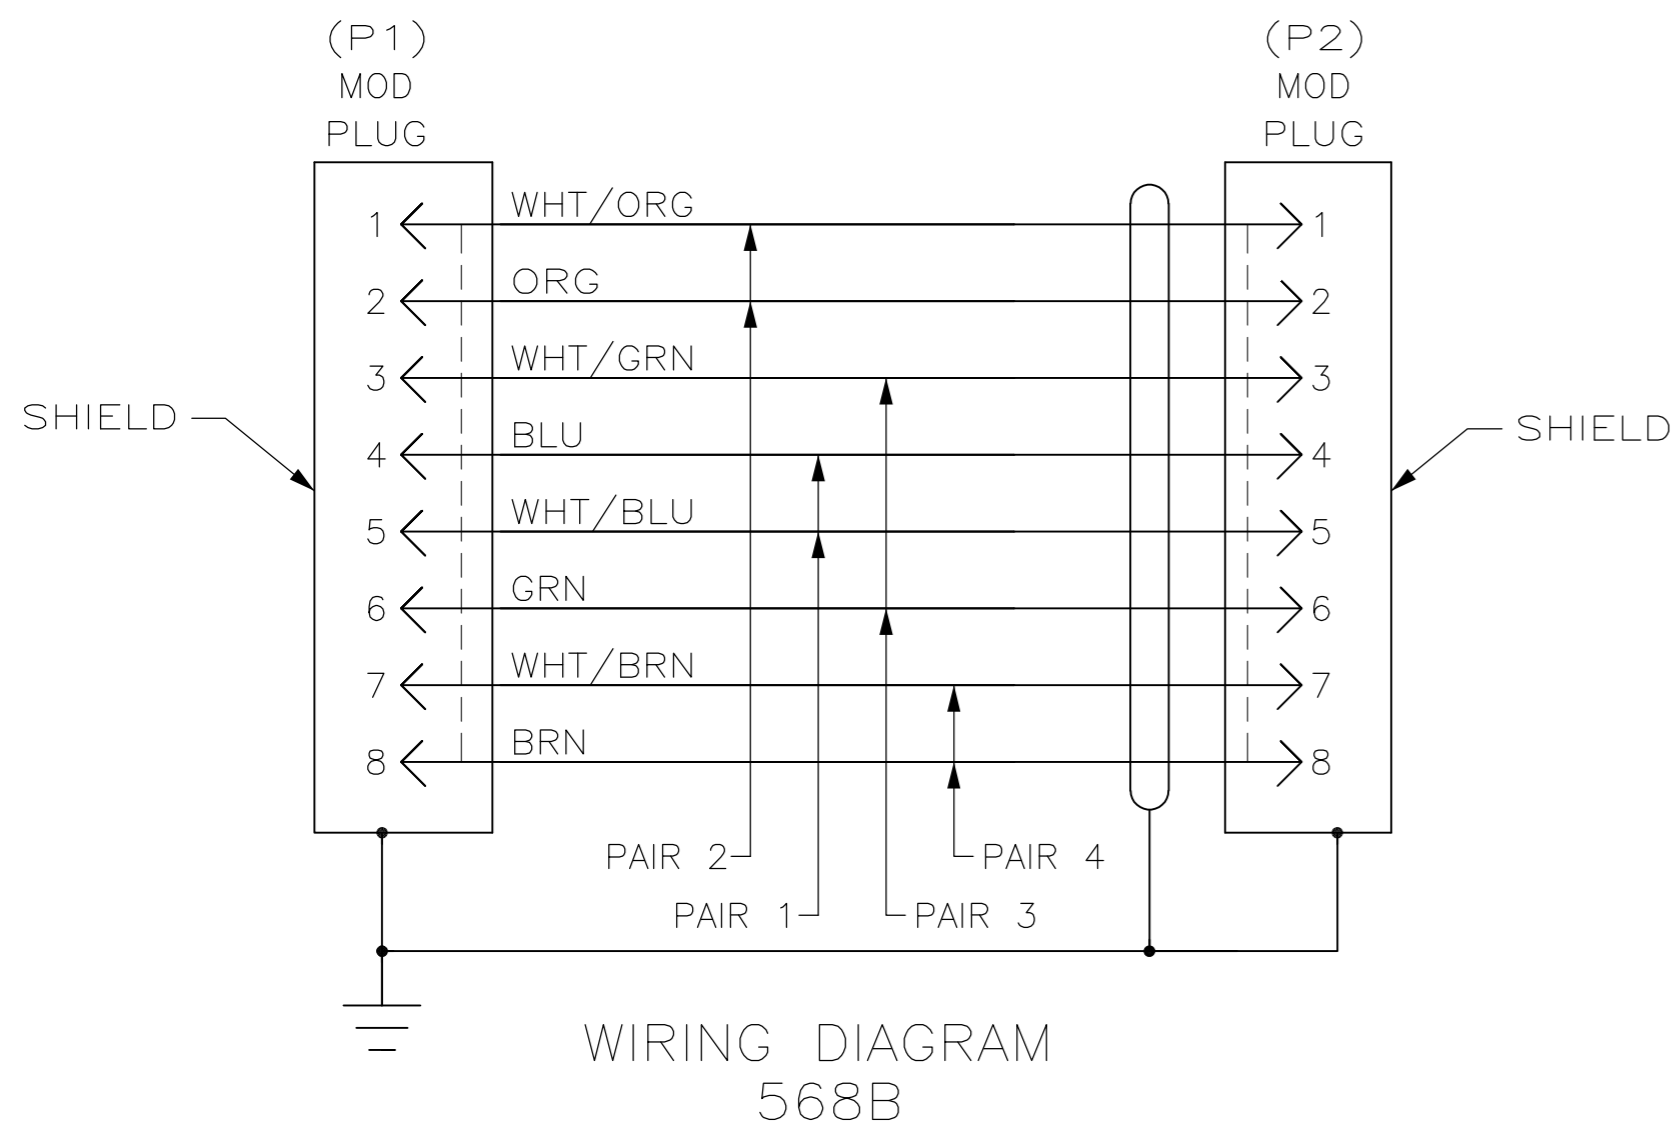 (P1)
MOD
PLUG
(P2)
MOD
PLUG
1 WHT/ORG 1
2 ORG 2
3 WHT/GRN 3
SHIELD
SHIELD
4 BLU 4
5 WHT/BLU 5
6 GRN 6
7 WHT/BRN 7
8 BRN 8
PAIR 2
PAIR 4
PAIR 1
PAIR 3
WIRING DIAGRAM
568B